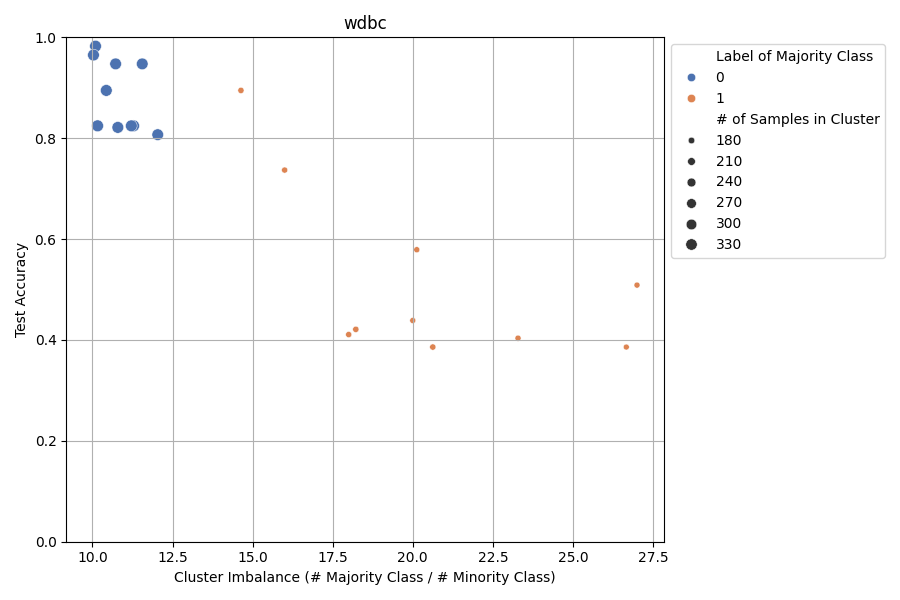 wdbc
Test Accuracy
1.0
0.8
0.6
0.4
0.2
0.0
10.0 12.5 15.0 17.5 20.0 22.5 25.0 27.5
Cluster Imbalance (# Majority Class / # Minority Class)
Label of Majority Class
0
1
# of Samples in Cluster
180
210
240
270
300
330